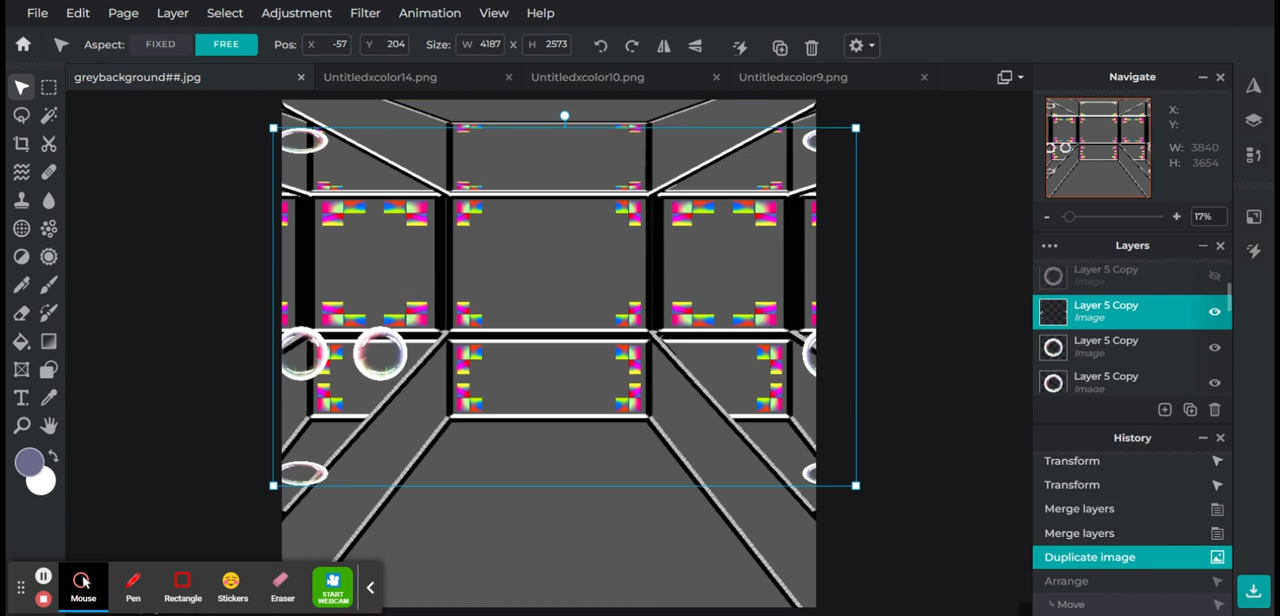 File Edit Page Layer Select Adjustment Filter Animation View Help
Aspect: FIXED FREE Pos: X -57 Y 204 Size: W 4187 X H 2573
greybackground##.jpg Untitledxcolor14.png Untitledxcolor10.png Untitledxcolor9.png
Navigate
X:
Y:
W: 3840
H: 3654
17%
Layers
Layer 5 Copy
Image
Layer 5 Copy
Image
Layer 5 Copy
Image
Layer 5 Copy
Image
History
Transform
Transform
Merge layers
Merge layers
Duplicate image
Arrange
Move
Mouse Pen Rectangle Stickers Eraser START WEBCAM